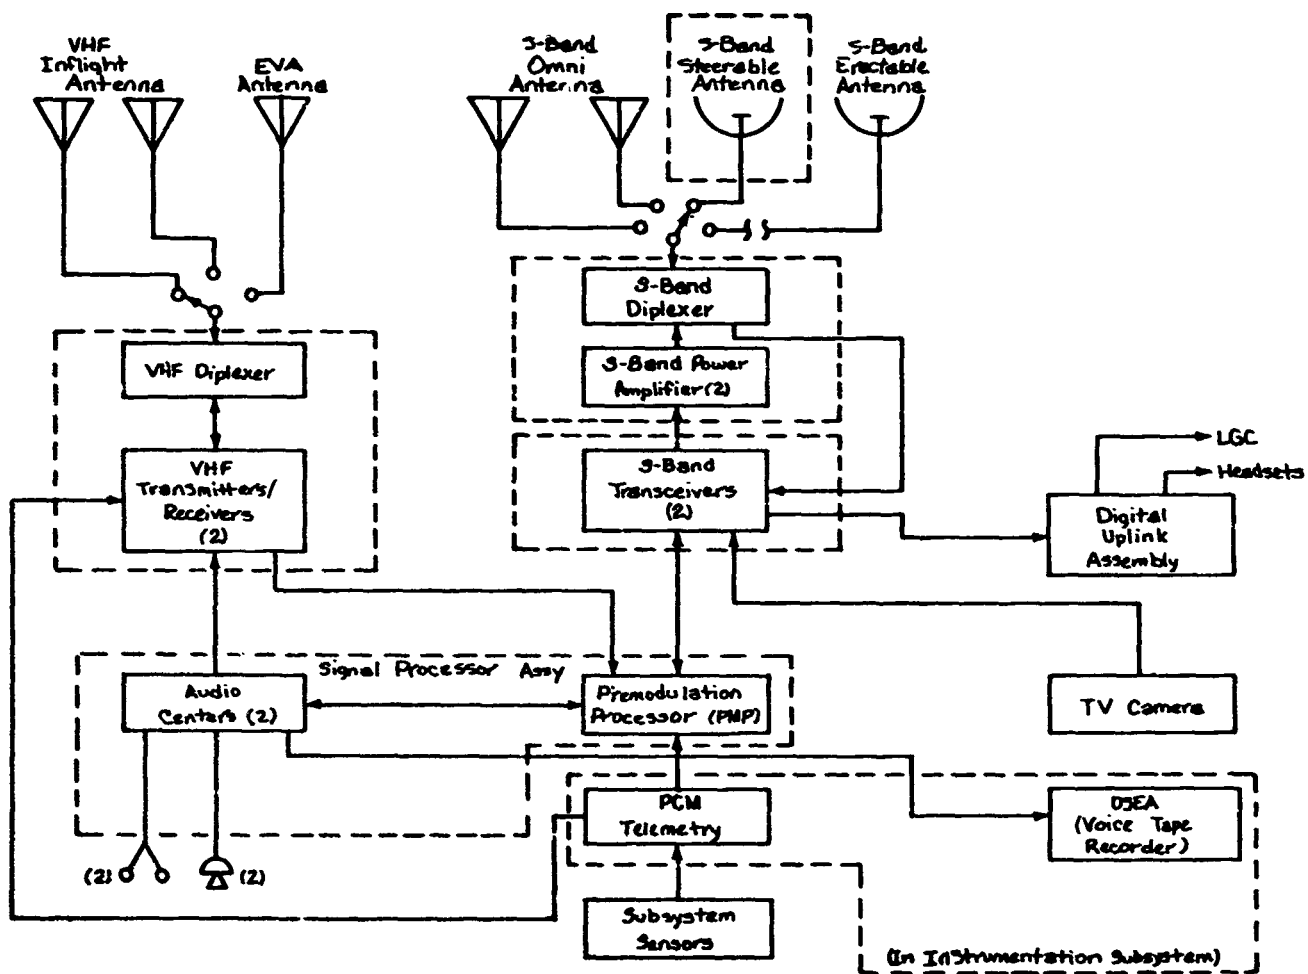 VHF
Inflight
Antenna
EVA
Antenna
S-Band
Omni
Antenna
S-Band
Steerable
Antenna
S-Band
Erectable
Antenna
VHF Diplexer
S-Band
Diplexer
S-Band Power
Amplifier (2)
VHF
Transmitters/
Receivers
(2)
S-Band
Transceivers
(2)
LGC
Headsets
Digital
Uplink
Assembly
Signal Processor Assy
Audio
Centers (2)
Premodulation
Processor (PMP)
TV Camera
PCM
Telemetry
DSEA
(Voice Tape
Recorder)
(2)
(2)
Subsystem
Sensors
(In Instrumentation Subsystem)